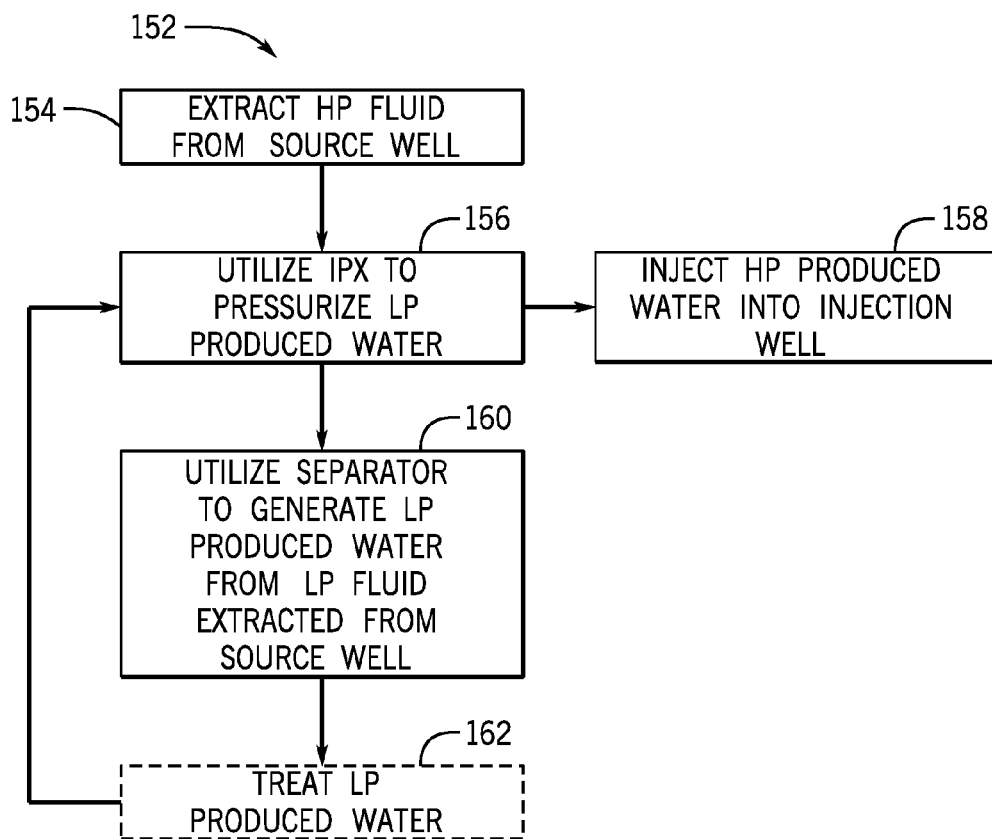 152
154
EXTRACT HP FLUID
FROM SOURCE WELL
156
UTILIZE IPX TO
PRESSURIZE LP
PRODUCED WATER
158
INJECT HP PRODUCED
WATER INTO INJECTION
WELL
160
UTILIZE SEPARATOR
TO GENERATE LP
PRODUCED WATER
FROM LP FLUID
EXTRACTED FROM
SOURCE WELL
162
TREAT LP
PRODUCED WATER